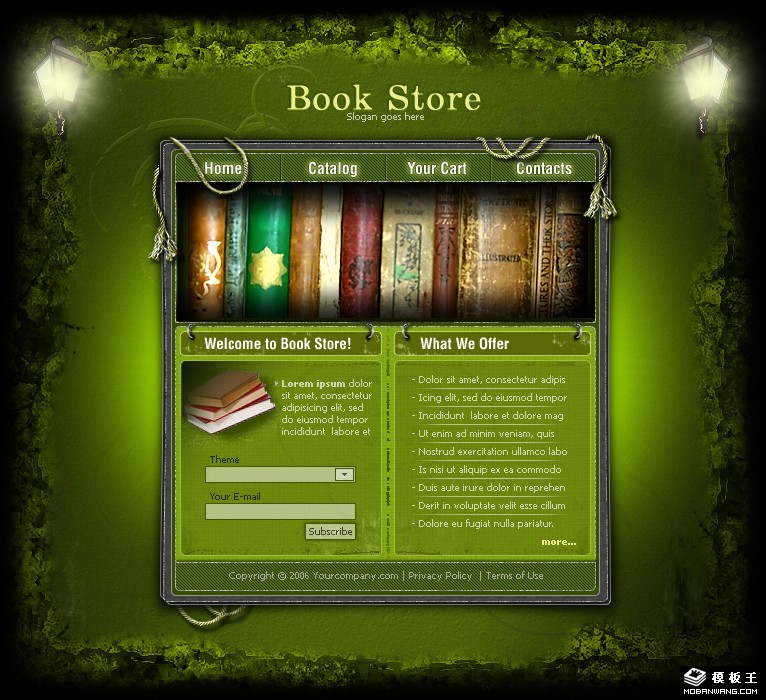 Book Store
Slogan goes here
Home
Catalog
Your Cart
Contacts
ILLUSTRATED
Welcome to Book Store!
Lorem ipsum dolor
sit amet, consectetur
adipisicing elit, sed
do eiusmod tempor
incididunt labore et
Theme
Your E-mail
Subscribe
What We Offer
- Dolor sit amet, consectetur adipis
- Icing elit, sed do eiusmod tempor
- Incididunt labore et dolore mag
- Ut enim ad minim veniam, quis
- Nostrud exercitation ullamco labo
- Is nisi ut aliquip ex ea commodo
- Duis aute irure dolor in reprehen
- Derit in voluptate velit esse cillum
- Dolore eu fugiat nulla pariatur.
more...
Copyright © 2006 Yourcompany.com | Privacy Policy | Terms of Use
模板王
MOBANWANG.COM